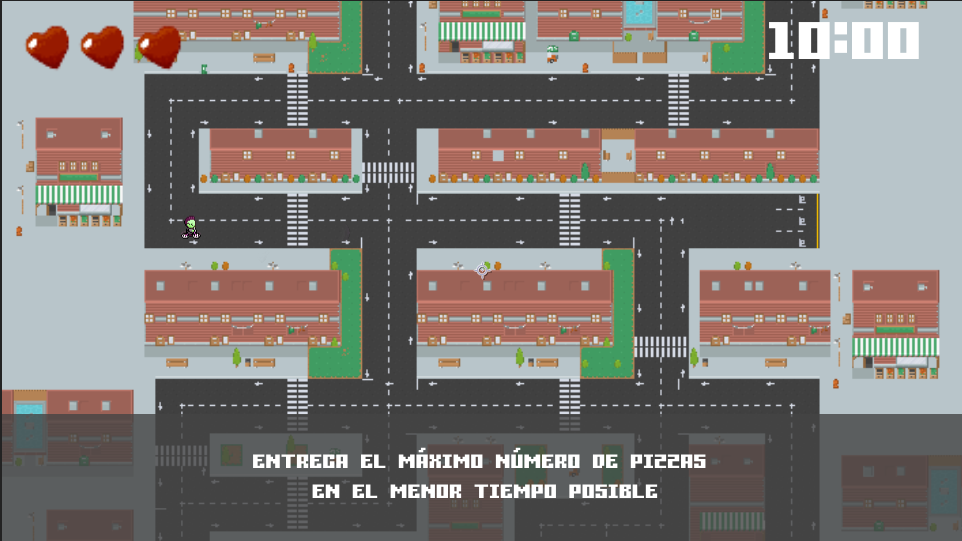 10:00
ENTREGA EL MÁXIMO NÚMERO DE PIZZAS
EN EL MENOR TIEMPO POSIBLE